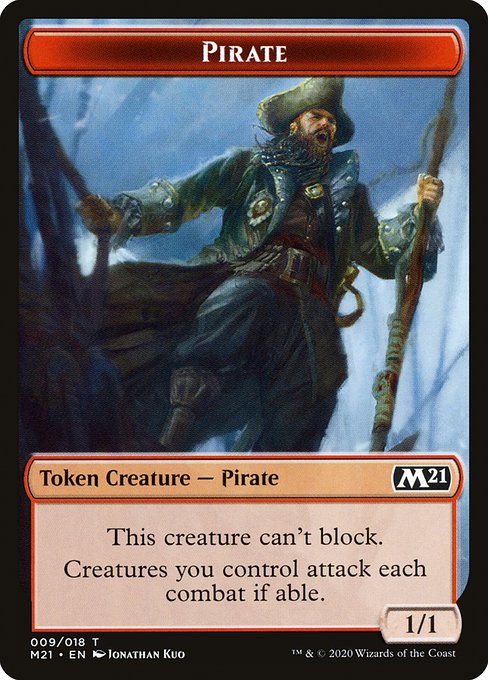 PIRATE
Token Creature — Pirate
M21
This creature can't block.
Creatures you control attack each
combat if able.
1/1
009/018 T
M21 • EN Jonathan Kuo
™ & © 2020 Wizards of the Coast